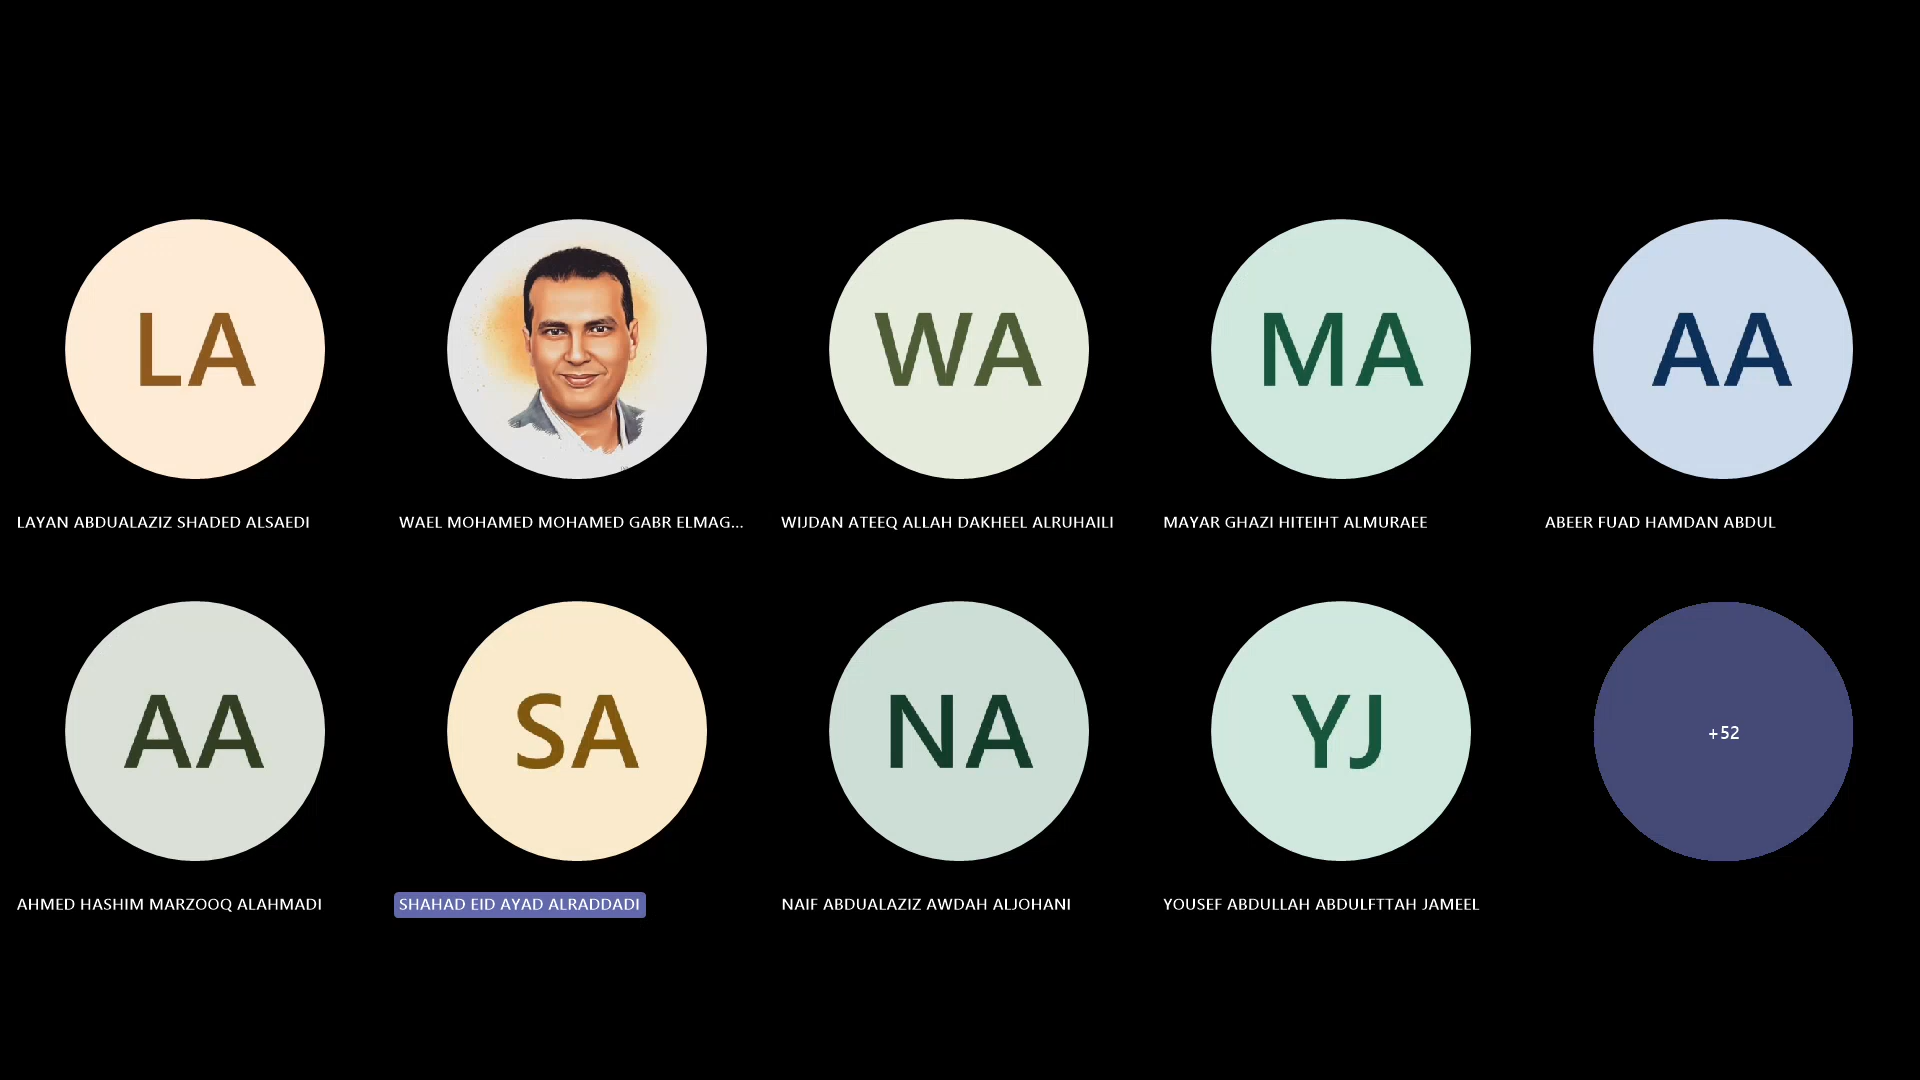 LA
WA
MA
AA
LAYAN ABDUALAZIZ SHADED ALSAEDI
WAEL MOHAMED MOHAMED GABR ELMAG...
WIJDAN ATEEQ ALLAH DAKHEEL ALRUHAILI
MAYAR GHAZI HITEIHT ALMURAEE
ABEER FUAD HAMDAN ABDUL
AA
SA
NA
YJ
+52
AHMED HASHIM MARZOOQ ALAHMADI
SHAHAD EID AYAD ALRADDADI
NAIF ABDUALAZIZ AWDAH ALJOHANI
YOUSEF ABDULLAH ABDULFTTAH JAMEEL